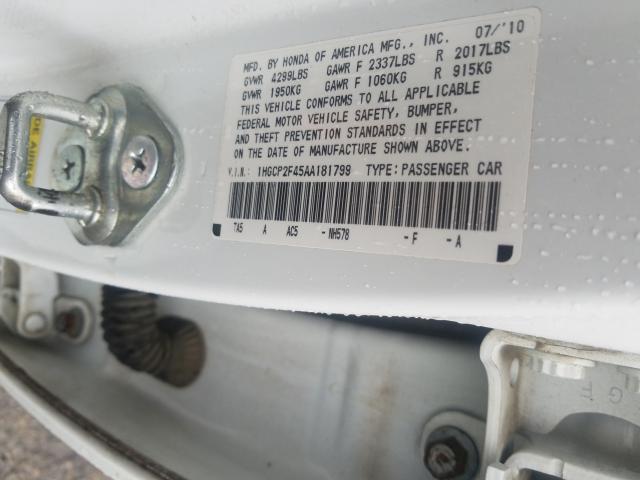 MFD. BY HONDA OF AMERICA MFG., INC. 07/'10
GVWR 4299LBS GAWR F 2337LBS R 2017LBS
GVWR 1950KG GAWR F 1060KG R 915KG
THIS VEHICLE CONFORMS TO ALL APPLICABLE
FEDERAL MOTOR VEHICLE SAFETY, BUMPER,
AND THEFT PREVENTION STANDARDS IN EFFECT
ON THE DATE OF MANUFACTURE SHOWN ABOVE.
V.I.N.: 1HGCP2F45AA181799 TYPE: PASSENGER CAR
TA5 A AC5 -NH578 -F -A
G T